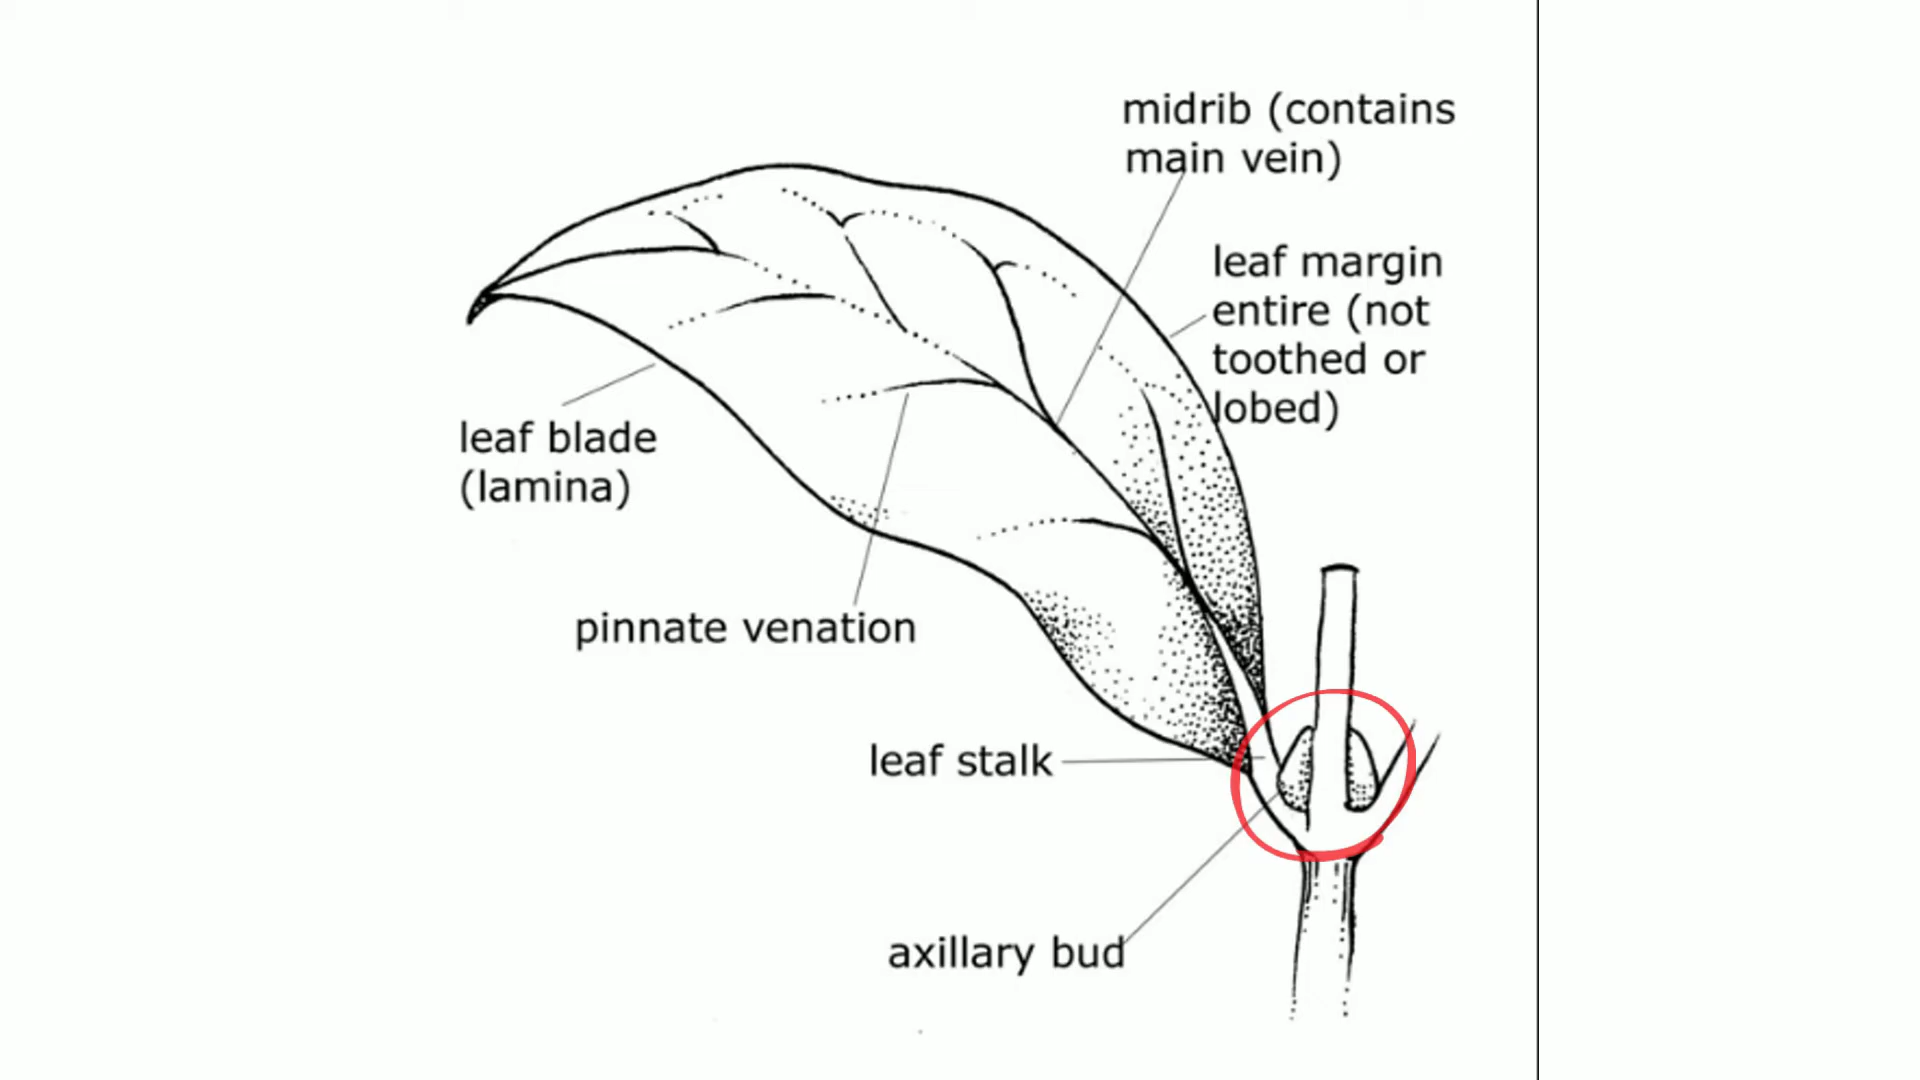 midrib (contains
main vein)
leaf margin
entire (not
toothed or
lobed)
leaf blade
(lamina)
pinnate venation
leaf stalk
axillary bud